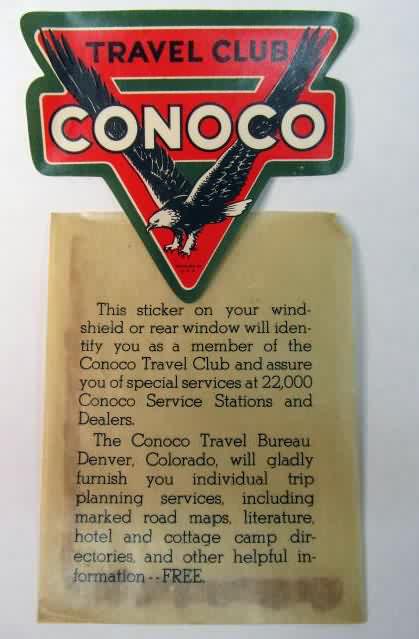 TRAVEL CLUB
CONOCO
This sticker on your wind-
shield or rear window will iden-
tify you as a member of the
Conoco Travel Club and assure
you of special services at 22,000
Conoco Service Stations and
Dealers.
The Conoco Travel Bureau
Denver, Colorado, will gladly
furnish you individual trip
planning services, including
marked road maps, literature,
hotel and cottage camp dir-
ectories, and other helpful in-
formation--FREE.